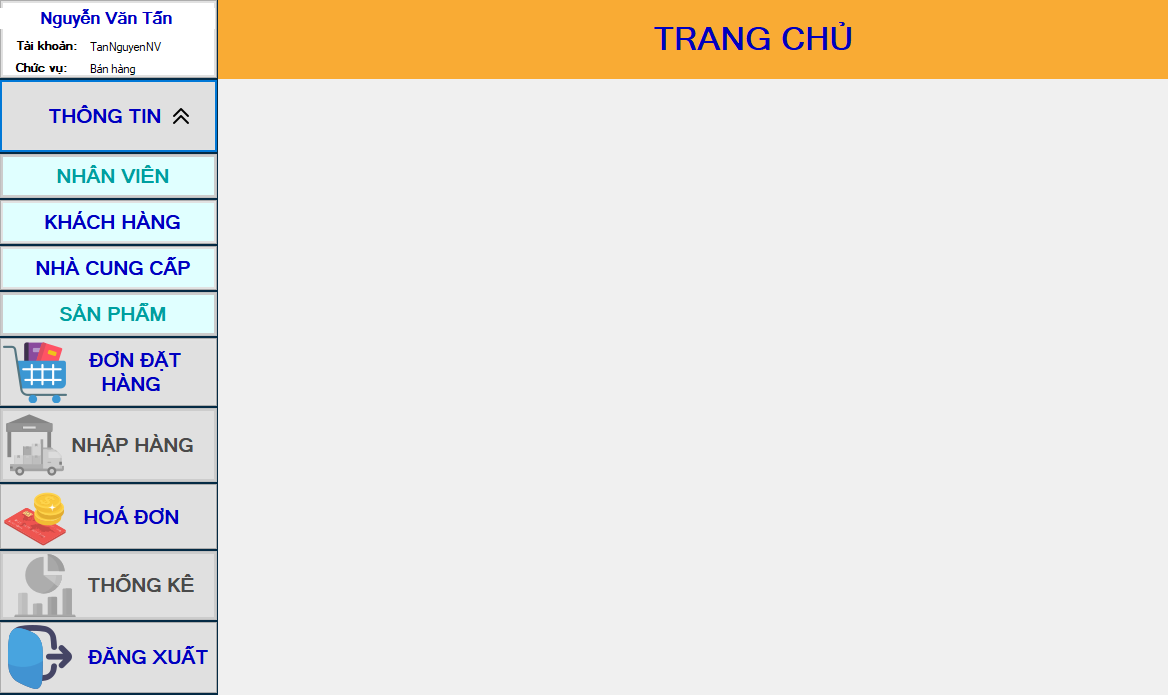 Nguyễn Văn Tấn
Tài khoản: TanNguyenNV
Chức vụ: Bán hàng
TRANG CHỦ
THÔNG TIN
NHÂN VIÊN
KHÁCH HÀNG
NHÀ CUNG CẤP
SẢN PHẨM
ĐƠN ĐẶT
HÀNG
NHẬP HÀNG
HOÁ ĐƠN
THỐNG KÊ
ĐĂNG XUẤT